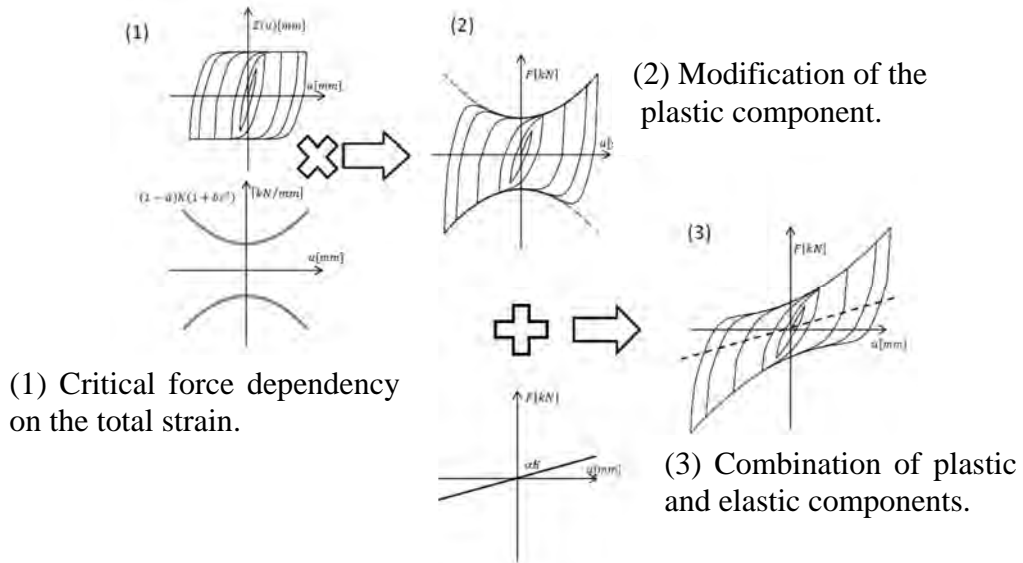 (1)
Z(u)[mm]
u[mm]
(1-α)K(1+bε²)
[kN/mm]
u[mm]
(1) Critical force dependency
on the total strain.
(2)
F[kN]
u[
(2) Modification of the
plastic component.
F[kN]
αK
u[mm]
(3)
F[kN]
u[mm]
(3) Combination of plastic
and elastic components.